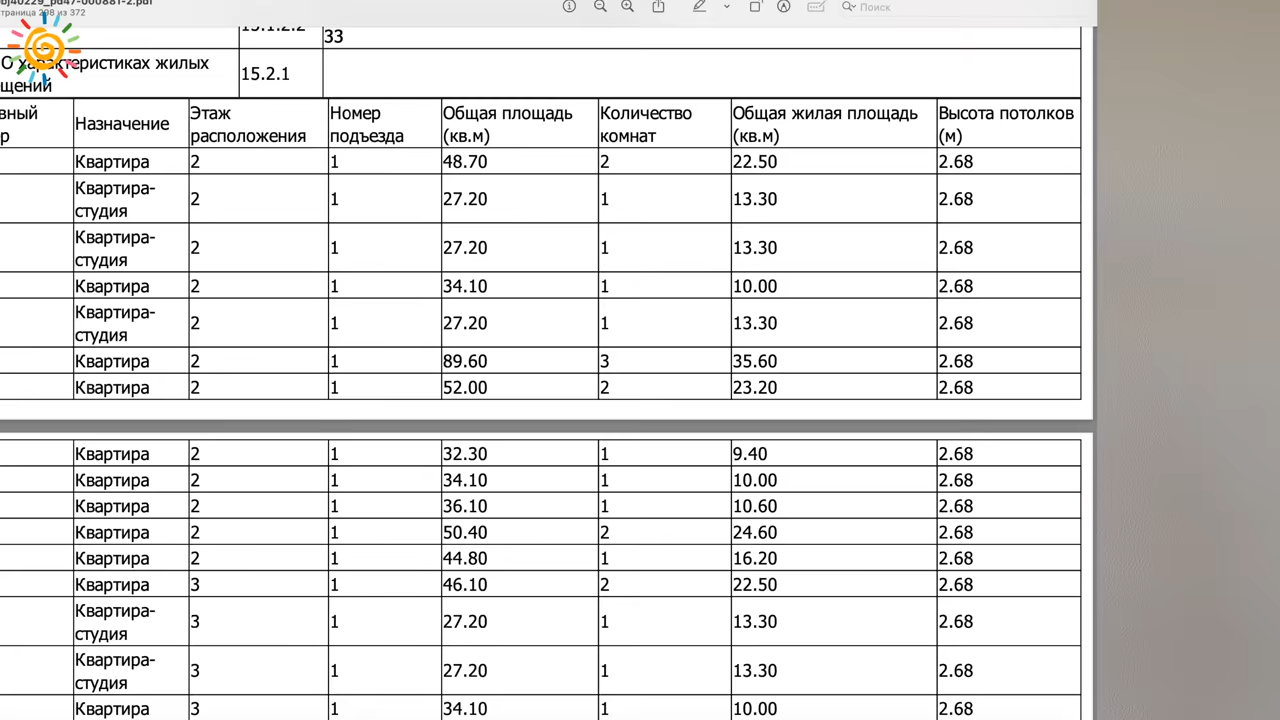 Страница 298 из 372
Поиск
33
О характеристиках жилых
щений
15.2.1
вный
р
Назначение
Этаж
расположения
Номер
подъезда
Общая площадь
(кв.м)
Количество
комнат
Общая жилая площадь
(кв.м)
Высота потолков
(м)
Квартира 2 1 48.70 2 22.50 2.68
Квартира-
студия 2 1 27.20 1 13.30 2.68
Квартира-
студия 2 1 27.20 1 13.30 2.68
Квартира 2 1 34.10 1 10.00 2.68
Квартира-
студия 2 1 27.20 1 13.30 2.68
Квартира 2 1 89.60 3 35.60 2.68
Квартира 2 1 52.00 2 23.20 2.68
Квартира 2 1 32.30 1 9.40 2.68
Квартира 2 1 34.10 1 10.00 2.68
Квартира 2 1 36.10 1 10.60 2.68
Квартира 2 1 50.40 2 24.60 2.68
Квартира 2 1 44.80 1 16.20 2.68
Квартира 3 1 46.10 2 22.50 2.68
Квартира-
студия 3 1 27.20 1 13.30 2.68
Квартира-
студия 3 1 27.20 1 13.30 2.68
Квартира 3 1 34.10 1 10.00 2.68